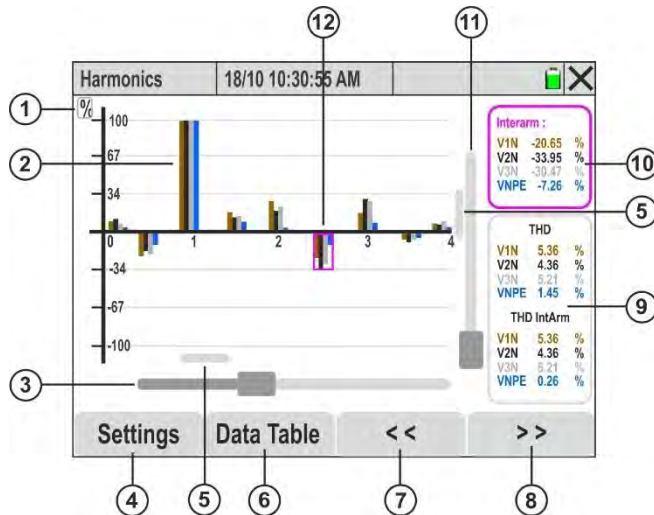 12
11
Harmonics 18/10 10:30:55 AM
1
%
100
2
67
34
0 1 2 3 4
-34
-67
-100
Interarm :
V1N -20.65 %
V2N -33.95 %
V3N -30.47 %
VNPE -7.26 %
10
5
THD
V1N 5.36 %
V2N 4.36 %
V3N 5.21 %
VNPE 1.45 %
9
THD IntArm
V1N 5.36 %
V2N 4.36 %
V3N 5.21 %
VNPE 0.26 %
3
Settings Data Table << >>
4 5 6 7 8